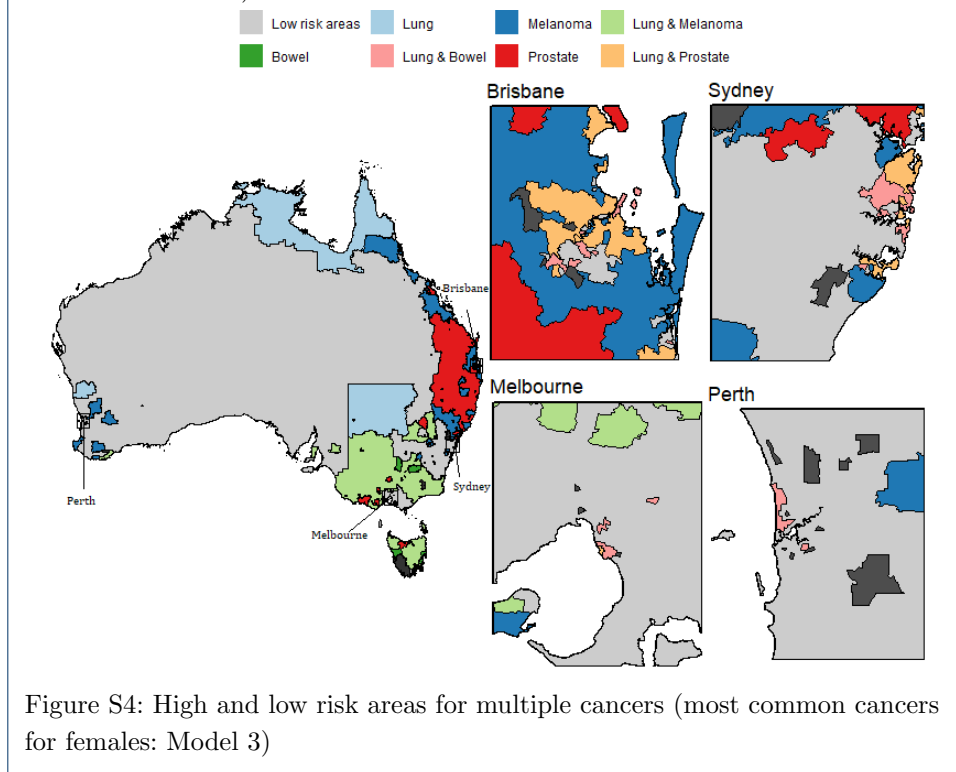 Low risk areas Lung Melanoma Lung & Melanoma
Bowel Lung & Bowel Prostate Lung & Prostate
Brisbane
Sydney
Brisbane
Melbourne
Perth
Perth
Sydney
Melbourne
Figure S4: High and low risk areas for multiple cancers (most common cancers
for females: Model 3)